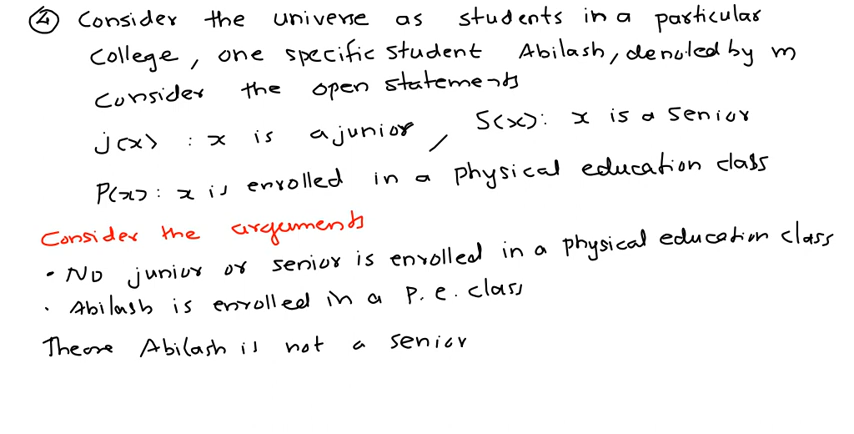 ④ Consider the universe as students in a particular
College, one specific student Abilash, denoted by m
Consider the open statements
j(x) : x is a junior, S(x): x is a senior
P(x): x is enrolled in a physical education class
Consider the arguments
• No junior or senior is enrolled in a physical education class
• Abilash is enrolled in a P.e. class
Theore Abilash is not a senior